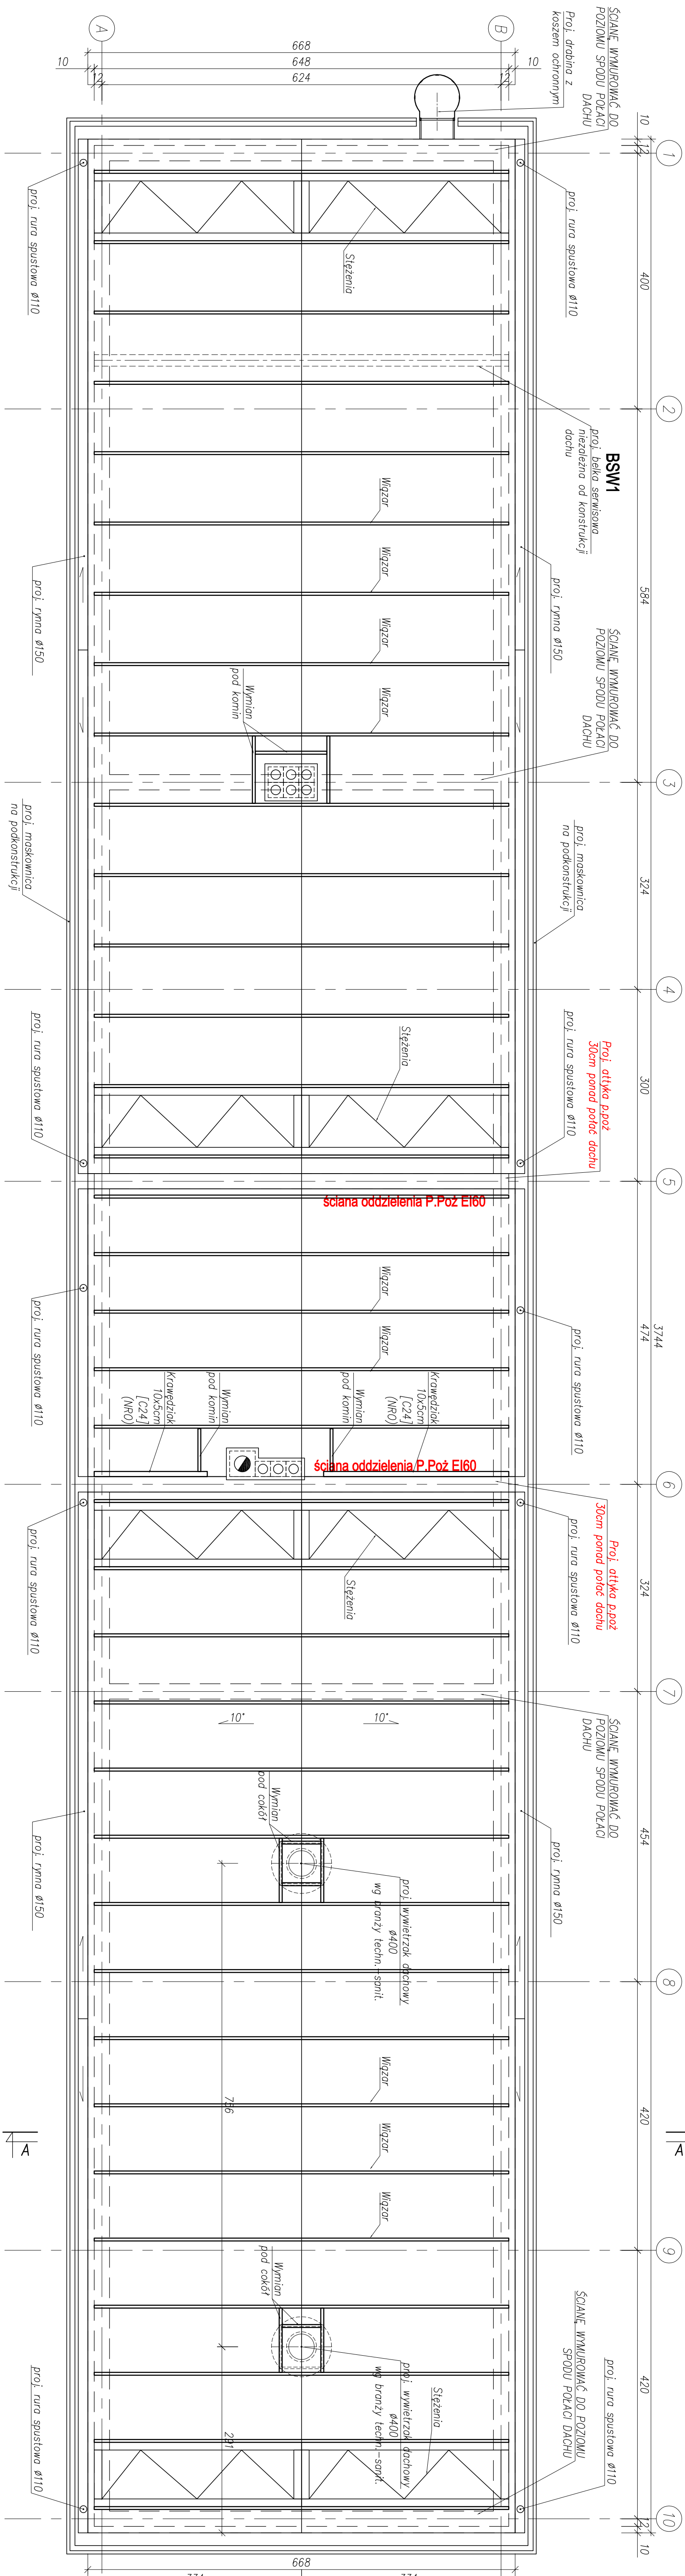 ŚCIANĘ WYMUROWAĆ DO
POZIOMU SPODU POŁACI
DACHU
Proj. drabina z
koszem ochronnym
A
B
668
10
648
10
12
624
12
10
12
1
400
2
584
3
324
4
300
5
3744
474
6
324
7
454
8
420
9
420
10
12
10
proj. rura spustowa ø110
proj. rura spustowa ø110
Stężenia
BSW1
proj. belka serwisowa
niezależna od konstrukcji
dachu
Wiązar
proj. rynna ø150
proj. rynna ø150
Wiązar
Wiązar
Wiązar
ŚCIANĘ WYMUROWAĆ DO
POZIOMU SPODU POŁACI
DACHU
Wymian
pod komin
proj. maskownica
na podkonstrukcji
proj. maskownica
na podkonstrukcji
proj. rura spustowa ø110
proj. rura spustowa ø110
Stężenia
Proj. attyka p.poż
30cm ponad połać dachu
ściana oddzielenia P.Poż EI60
proj. rura spustowa ø110
proj. rura spustowa ø110
Wiązar
Wiązar
Wymian
pod komin
Wymian
pod komin
Krawędziak
10x5cm
[C24]
(NRO)
Krawędziak
10x5cm
[C24]
(NRO)
ściana oddzielenia P.Poż EI60
Proj. attyka p.poż
30cm ponad połać dachu
proj. rura spustowa ø110
proj. rura spustowa ø110
Stężenia
ŚCIANĘ WYMUROWAĆ DO
POZIOMU SPODU POŁACI
DACHU
10°
10°
Wymian
pod cokół
proj. wywietrzak dachowy
ø400
wg branży techn.-sanit.
proj. rynna ø150
proj. rynna ø150
756
Wiązar
Wiązar
Wiązar
A
A
Wymian
pod cokół
proj. wywietrzak dachowy
ø400
wg branży techn.-sanit.
291
Stężenia
ŚCIANĘ WYMUROWAĆ DO POZIOMU
SPODU POŁACI DACHU
proj. rura spustowa ø110
proj. rura spustowa ø110
668